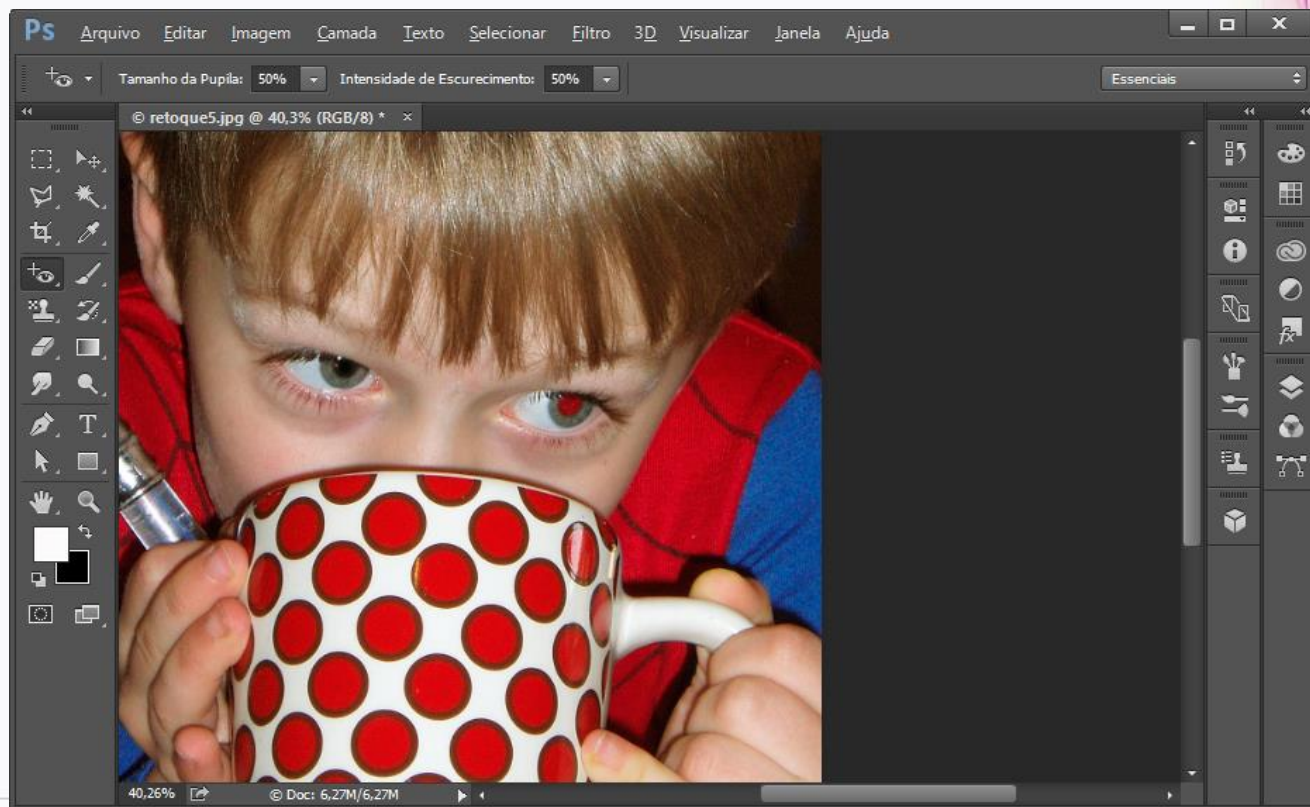 Ps Arquivo Editar Imagem Camada Texto Selecionar Filtro 3D Visualizar Janela Ajuda
Tamanho da Pupila: 50% Intensidade de Escurecimento: 50% Essenciais
© retoque5.jpg @ 40,3% (RGB/8) * ×
T
fx
40,26% © Doc: 6,27M/6,27M